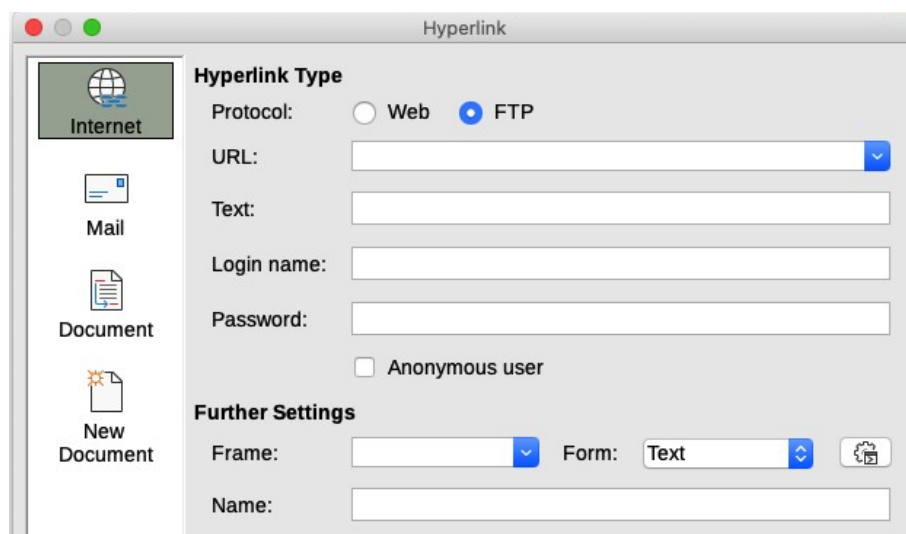 Hyperlink
Internet
Mail
Document
New
Document
Hyperlink Type
Protocol: Web FTP
URL:
Text:
Login name:
Password:
Anonymous user
Further Settings
Frame: Form: Text
Name: